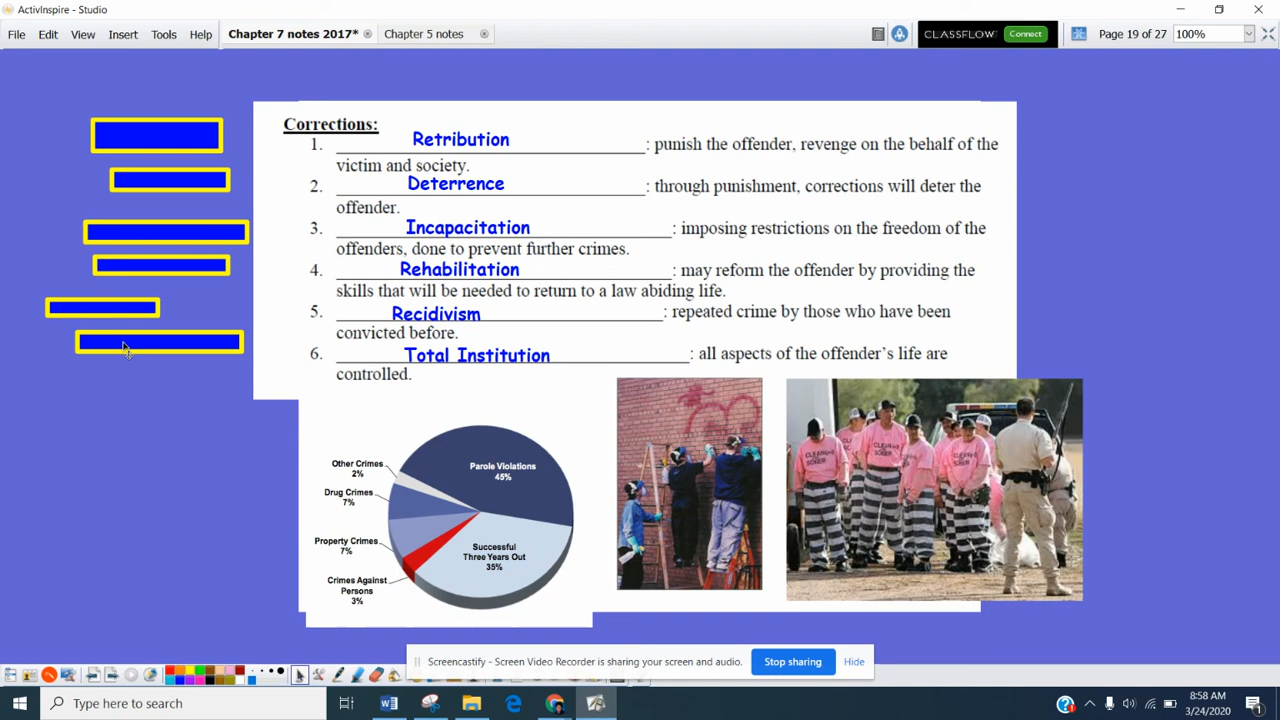 ActivInspire - Studio
File Edit View Insert Tools Help Chapter 7 notes 2017* Chapter 5 notes CLASSFLOW Connect Page 19 of 27 100%
Corrections:
1. Retribution : punish the offender, revenge on the behalf of the
victim and society.
2. Deterrence : through punishment, corrections will deter the
offender.
3. Incapacitation : imposing restrictions on the freedom of the
offenders, done to prevent further crimes.
4. Rehabilitation : may reform the offender by providing the
skills that will be needed to return to a law abiding life.
5. Recidivism : repeated crime by those who have been
convicted before.
6. Total Institution : all aspects of the offender's life are
controlled.
Other Crimes
2%
Parole Violations
45%
Drug Crimes
7%
Property Crimes
7%
Successful
Three Years Out
35%
Crimes Against
Persons
3%
Screencastify - Screen Video Recorder is sharing your screen and audio. Stop sharing Hide
Type here to search
8:58 AM
3/24/2020